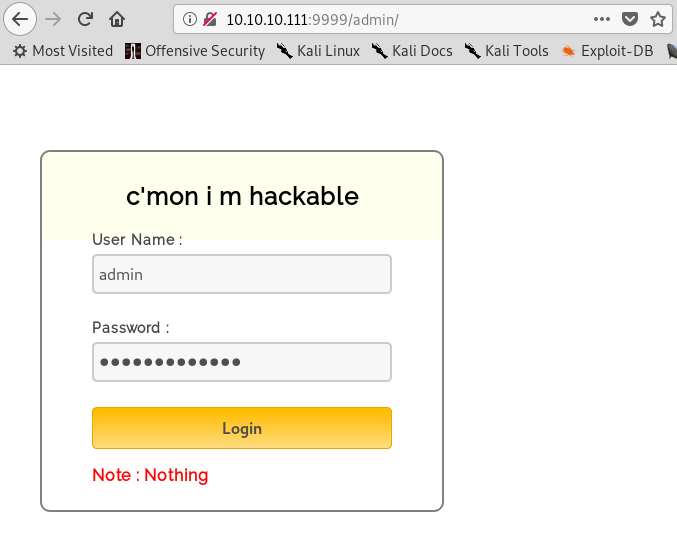 10.10.10.111:9999/admin/
Most Visited Offensive Security Kali Linux Kali Docs Kali Tools Exploit-DB
c'mon i m hackable
User Name :
admin
Password :
●●●●●●●●●●●●●
Login
Note : Nothing